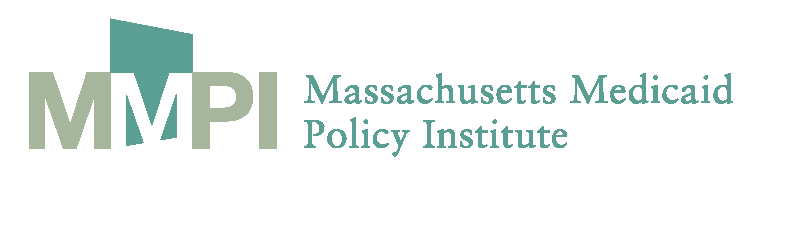 MMPI
Massachusetts Medicaid
Policy Institute